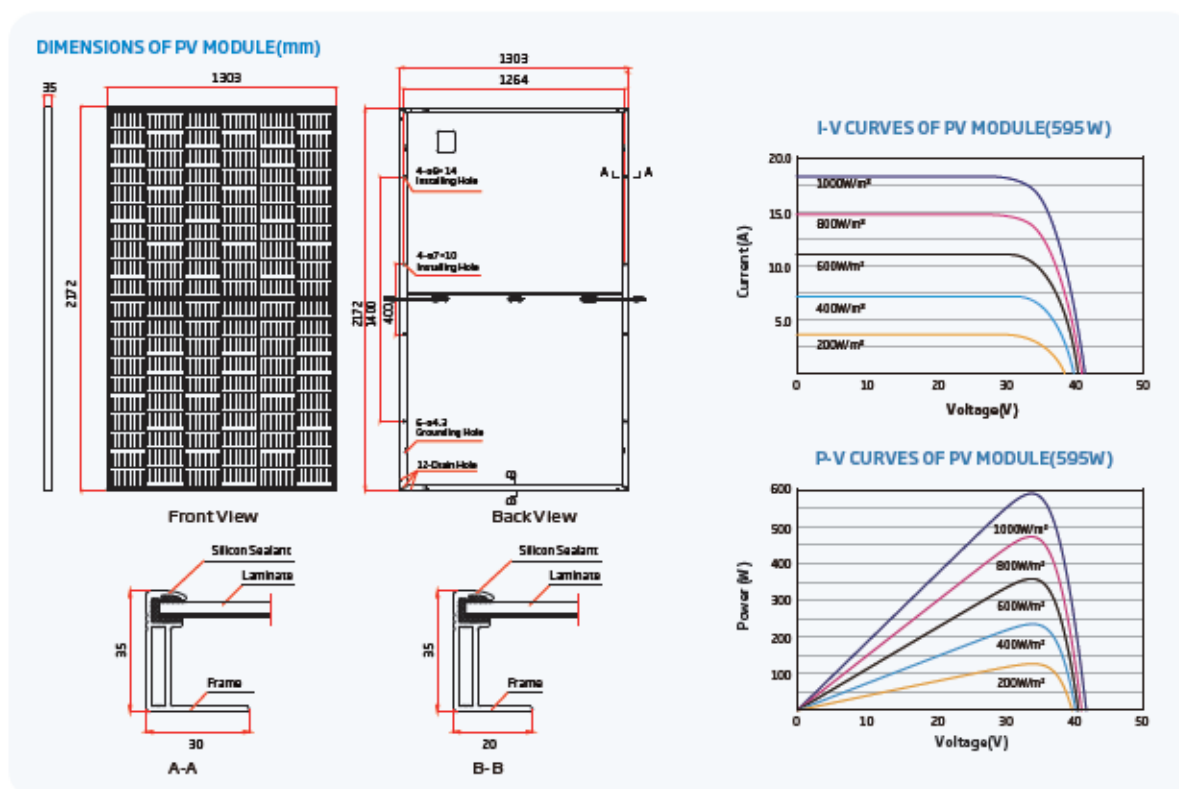 DIMENSIONS OF PV MODULE(mm)
35
1303
2172
Front View
1303
1264
2172
1400
400
4-ø9×14
Installing Hole
4-ø7×10
Installing Hole
A
A
6-ø4.3
Grounding Hole
12-Drain Hole
B
B
Back View
Silicon Sealant
Laminate
35
Frame
30
A-A
Silicon Sealant
Laminate
35
Frame
20
B-B
I-V CURVES OF PV MODULE(595W)
20.0
15.0
10.0
5.0
Current(A)
1000W/m²
800W/m²
600W/m²
400W/m²
200W/m²
0 10 20 30 40 50
Voltage(V)
P-V CURVES OF PV MODULE(595W)
600
500
400
300
200
100
Power (W)
1000W/m²
800W/m²
600W/m²
400W/m²
200W/m²
0 10 20 30 40 50
Voltage(V)